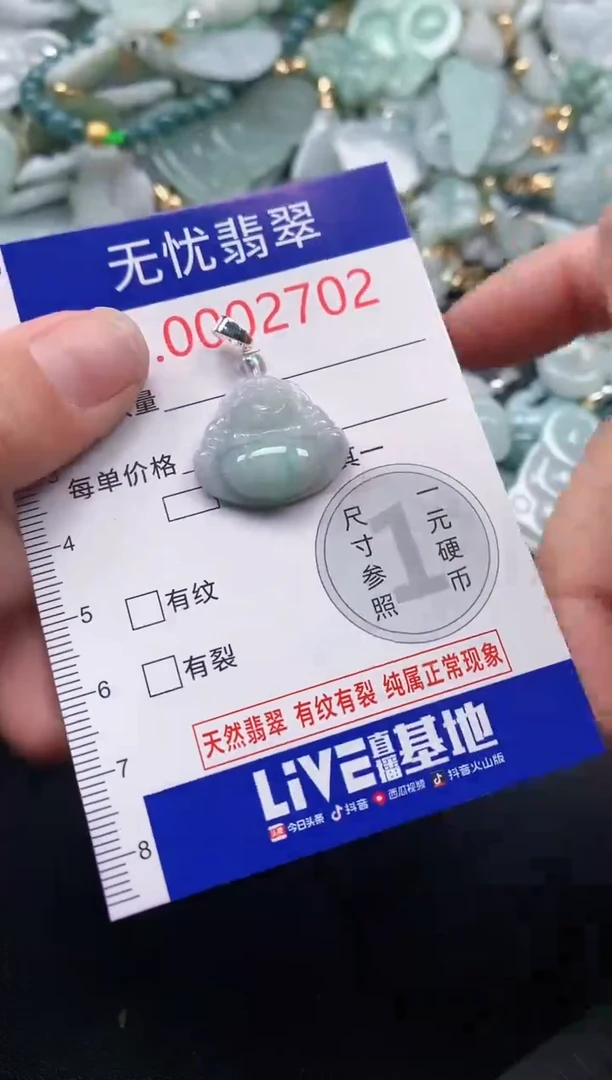 无忧翡翠
.0002702
量
每单价格
其一
4
5
6
7
8
有纹
有裂
尺寸参照
1
一元硬币
天然翡翠 有纹有裂 纯属正常现象
LiVE直播基地
今日头条 抖音 西瓜视频 抖音火山版